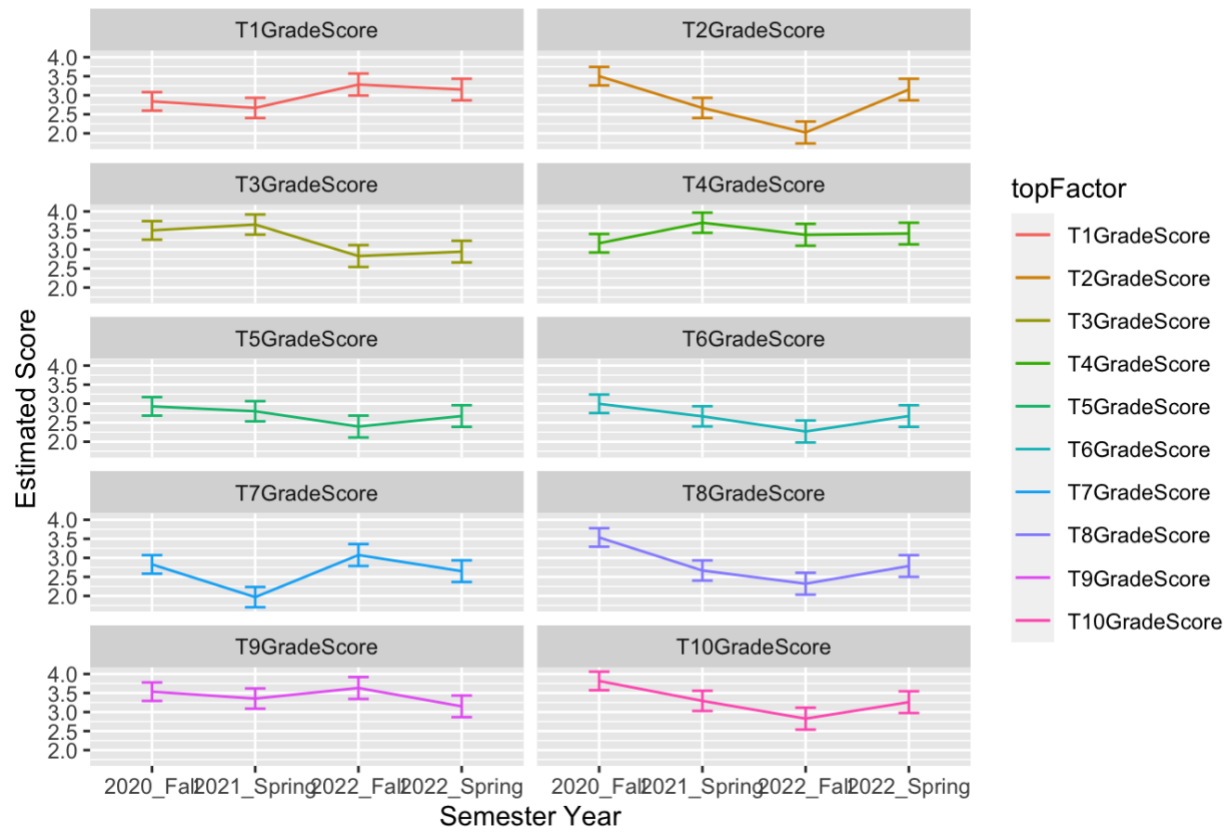 T1GradeScore
T2GradeScore
4.0
3.5
3.0
2.5
2.0
T3GradeScore
T4GradeScore
4.0
3.5
3.0
2.5
2.0
T5GradeScore
T6GradeScore
4.0
3.5
3.0
2.5
2.0
T7GradeScore
T8GradeScore
4.0
3.5
3.0
2.5
2.0
T9GradeScore
T10GradeScore
4.0
3.5
3.0
2.5
2.0
Estimated Score
2020_Fall
2021_Spring
2022_Fall
2022_Spring
2020_Fall
2021_Spring
2022_Fall
2022_Spring
Semester Year
topFactor
T1GradeScore
T2GradeScore
T3GradeScore
T4GradeScore
T5GradeScore
T6GradeScore
T7GradeScore
T8GradeScore
T9GradeScore
T10GradeScore